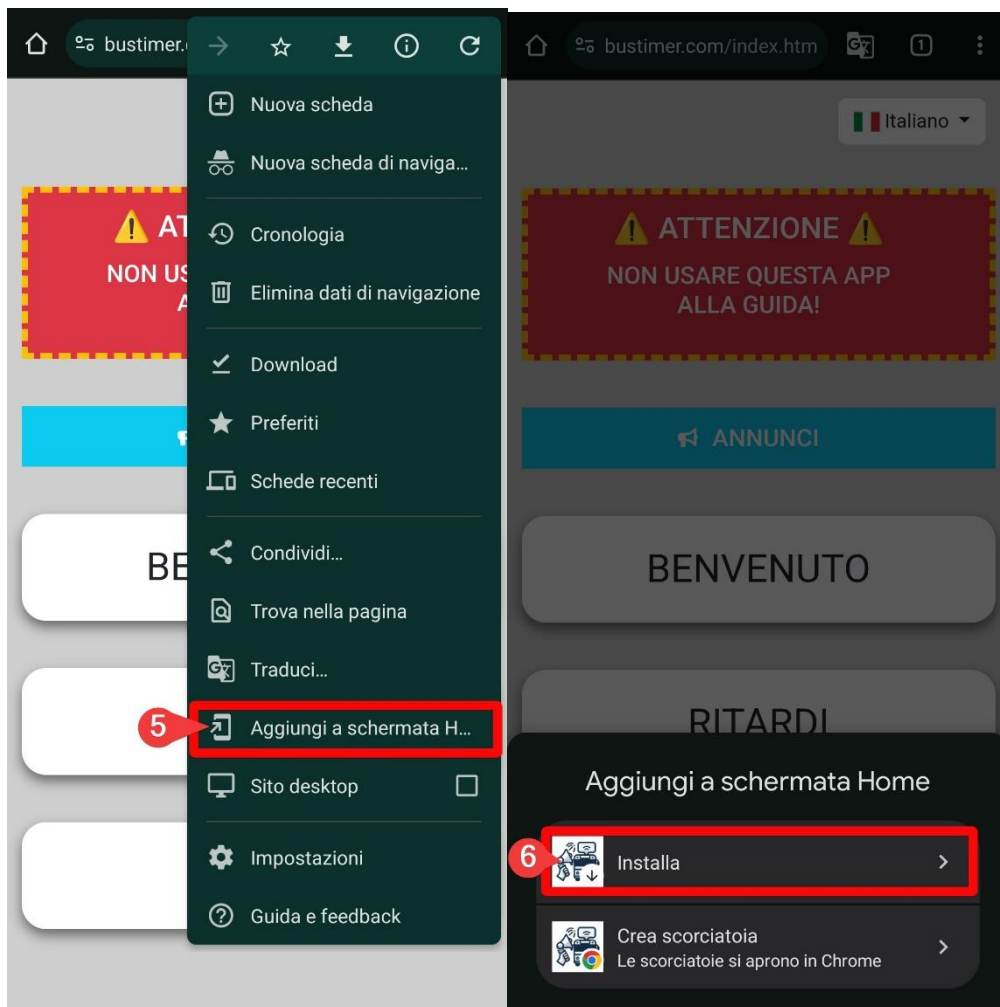 bustimer.
Nuova scheda
Nuova scheda di naviga...
Cronologia
Elimina dati di navigazione
Download
Preferiti
Schede recenti
Condividi...
Trova nella pagina
Traduci...
5
Aggiungi a schermata H...
Sito desktop
Impostazioni
Guida e feedback
AT
NON US
A
BE
bustimer.com/index.htm
1
Italiano
ATTENZIONE
NON USARE QUESTA APP
ALLA GUIDA!
ANNUNCI
BENVENUTO
RITARDI
Aggiungi a schermata Home
6
Installa
Crea scorciatoia
Le scorciatoie si aprono in Chrome